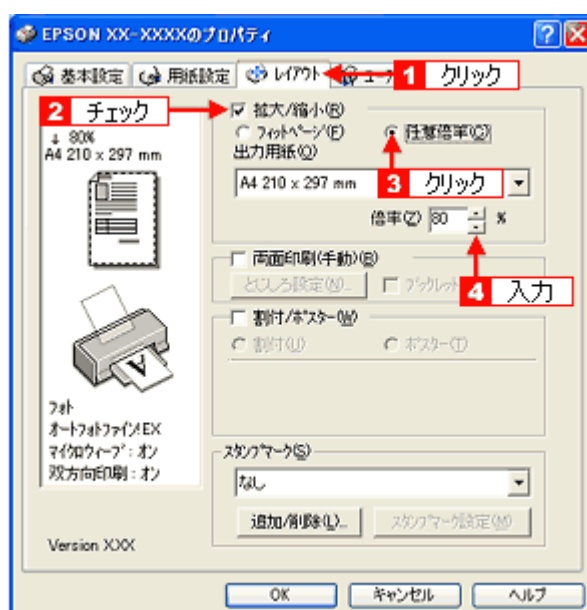 EPSON XX-XXXXのプロパティ
基本設定 用紙設定 レイアウト
1 クリック
2 チェック
拡大/縮小(R)
フィットページ(F) 任意倍率(O)
3 クリック
出力用紙(O)
A4 210 x 297 mm
倍率(Z) 80 %
4 入力
↓ 80%
A4 210 x 297 mm
両面印刷(手動)(B)
とじしろ設定(N)...
割付/ポスター(W)
割付(U) ポスター(T)
フォト
オートフォトファイン!EX
マイクロウィーブ : オン
双方向印刷 : オン
スタンプマーク(S)
なし
追加/削除(L)... スタンプマーク設定(M)
Version XXX
OK キャンセル ヘルプ